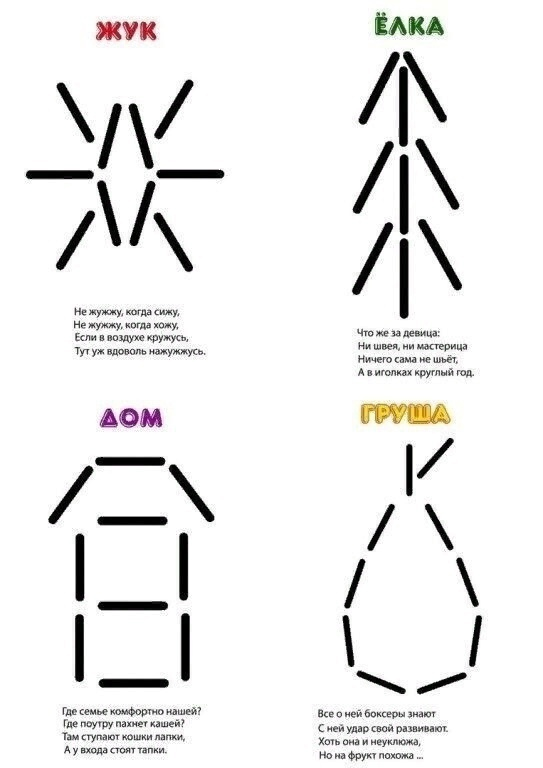 ЖУК
Не жужжу, когда сижу,
Не жужжу, когда хожу,
Если в воздухе кружусь,
Тут уж вдоволь нажужжусь.
ЁЛКА
Что же за девица:
Ни швея, ни мастерица
Ничего сама не шьёт,
А в иголках круглый год.
ДОМ
Где семье комфортно нашей?
Где поутру пахнет кашей?
Там ступают кошки лапки,
А у входа стоят тапки.
ГРУША
Все о ней боксеры знают
С ней удар свой развивают.
Хоть она и неуклюжа,
Но на фрукт похожа ...